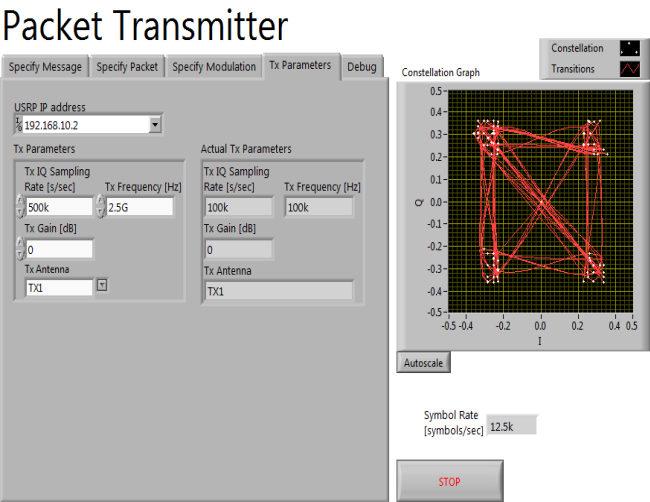 Packet Transmitter
Specify Message
Specify Packet
Specify Modulation
Tx Parameters
Debug
USRP IP address
192.168.10.2
Tx Parameters
Tx IQ Sampling
Rate [s/sec]
Tx Frequency [Hz]
500k
2.5G
Tx Gain [dB]
0
Tx Antenna
TX1
Actual Tx Parameters
Tx IQ Sampling
Rate [s/sec]
Tx Frequency [Hz]
100k
100k
Tx Gain [dB]
0
Tx Antenna
TX1
Constellation
Transitions
Constellation Graph
0.5
0.4
0.3
0.2
0.1
0.0
-0.1
-0.2
-0.3
-0.4
-0.5
Q
-0.5 -0.4 -0.2 0.0 0.2 0.4 0.5
I
Autoscale
Symbol Rate
[symbols/sec]
12.5k
STOP